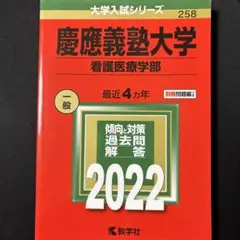 大学入試シリーズ
258
慶應義塾大学
看護医療学部
一般
最近4カ年
別冊問題編
傾向と対策
過去問
解答
2022
教学社